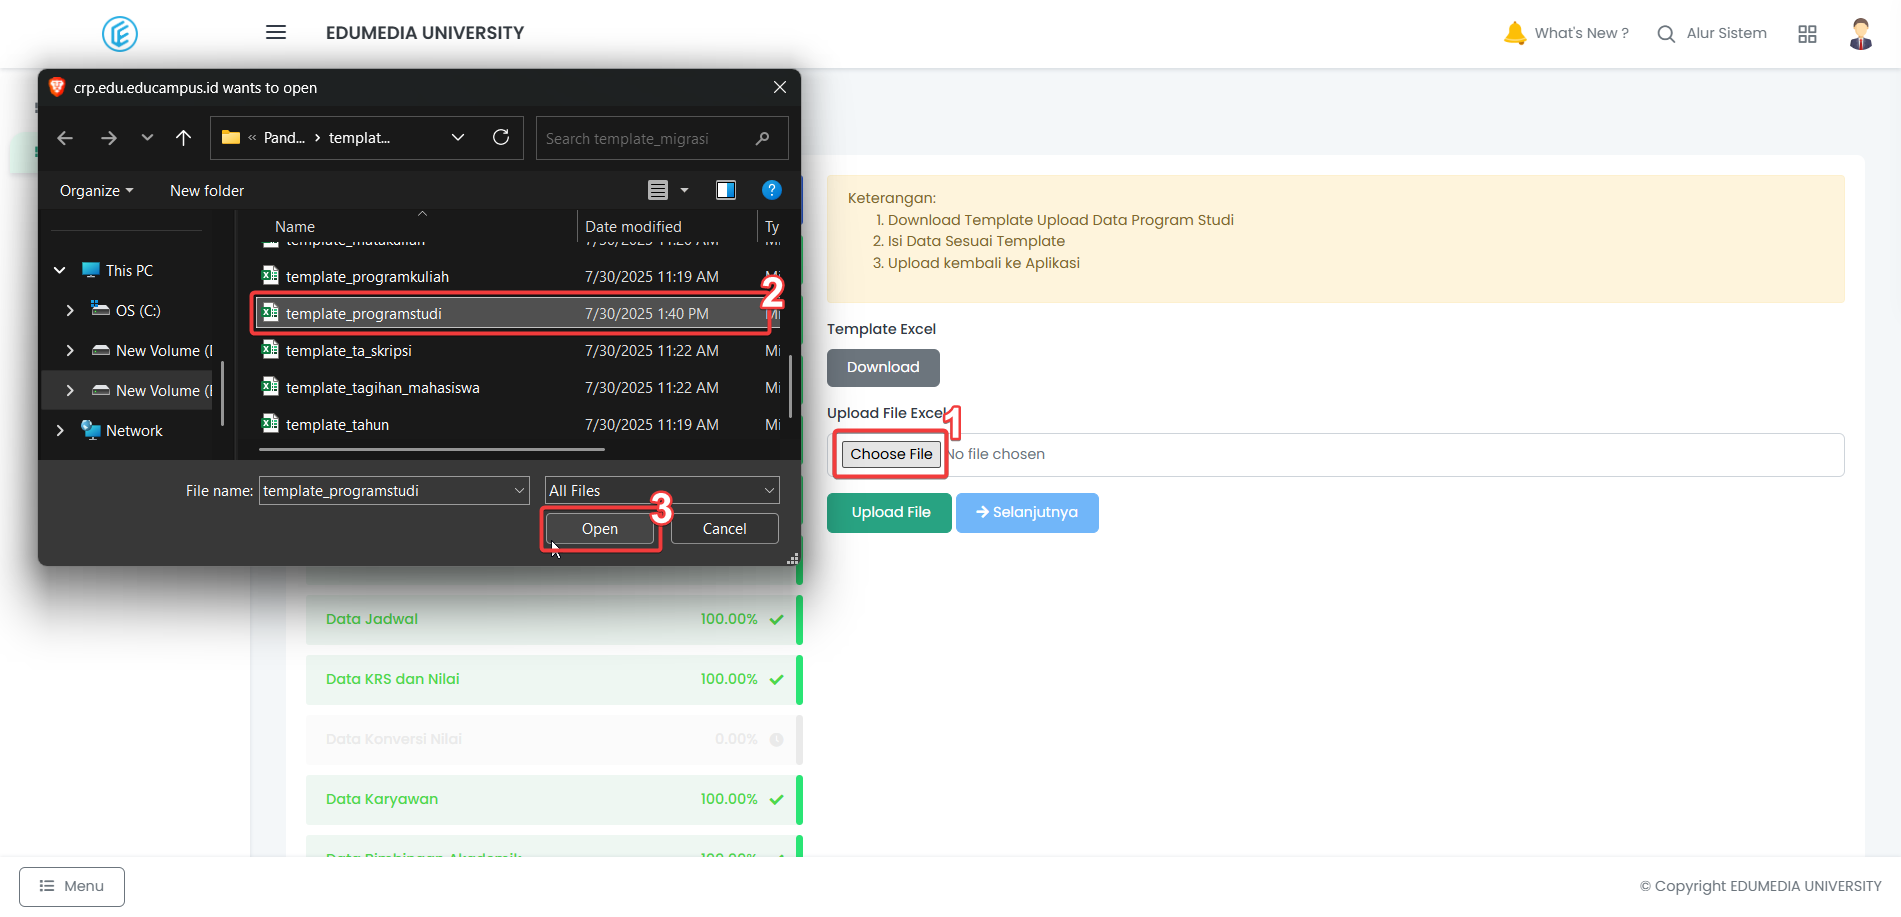 EDUMEDIA UNIVERSITY
What's New ?
Alur Sistem
crp.edu.educampus.id wants to open
« Pand... > templat...
Search template_migrasi
Organize
New folder
Name
Date modified
Ty
template_matakuliah 7/30/2025 11:20 AM Mi
template_programkuliah 7/30/2025 11:19 AM Mi
template_programstudi 7/30/2025 1:40 PM Mi
2
template_ta_skripsi 7/30/2025 11:22 AM Mi
template_tagihan_mahasiswa 7/30/2025 11:22 AM Mi
template_tahun 7/30/2025 11:19 AM Mi
This PC
OS (C:)
New Volume (
New Volume (
Network
File name: template_programstudi
All Files
3
Open
Cancel
Keterangan:
1. Download Template Upload Data Program Studi
2. Isi Data Sesuai Template
3. Upload kembali ke Aplikasi
Template Excel
Download
Upload File Excel
1
Choose File No file chosen
Upload File
Selanjutnya
Data Jadwal 100.00%
Data KRS dan Nilai 100.00%
Data Konversi Nilai 0.00%
Data Karyawan 100.00%
Data Bimbingan Akademik 100.00%
Menu
© Copyright EDUMEDIA UNIVERSITY